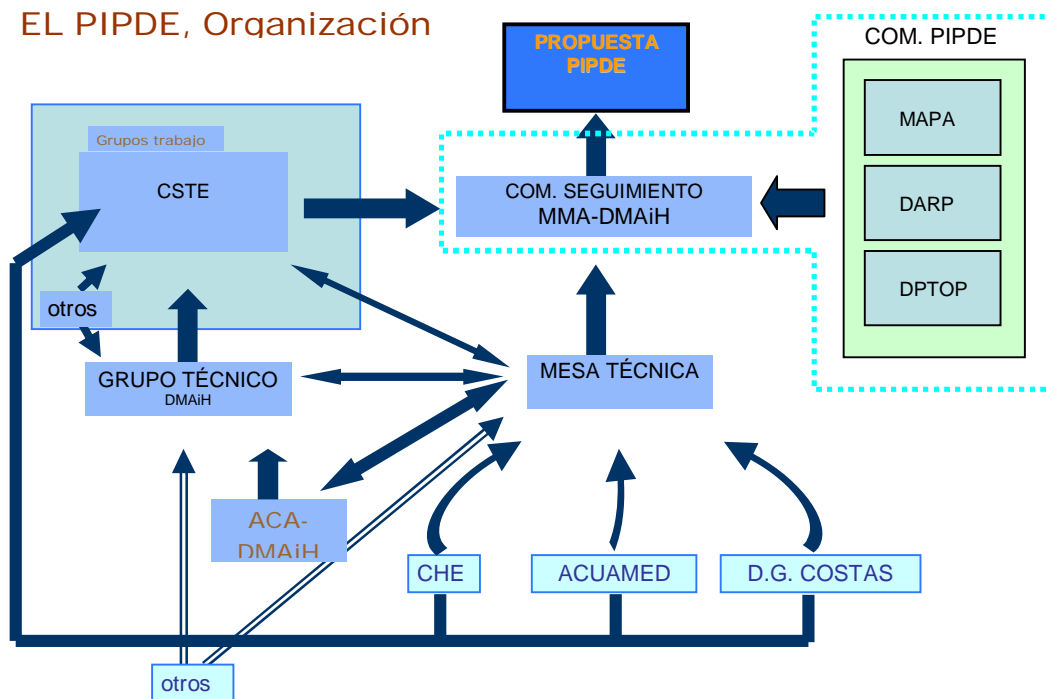 EL PIPDE, Organización
PROPUESTA
PIPDE
COM. PIPDE
MAPA
DARP
DPTOP
Grupos trabajo
CSTE
COM. SEGUIMIENTO
MMA-DMAiH
otros
GRUPO TÉCNICO
DMAiH
MESA TÉCNICA
ACA-
DMAiH
CHE
ACUAMED
D.G. COSTAS
otros